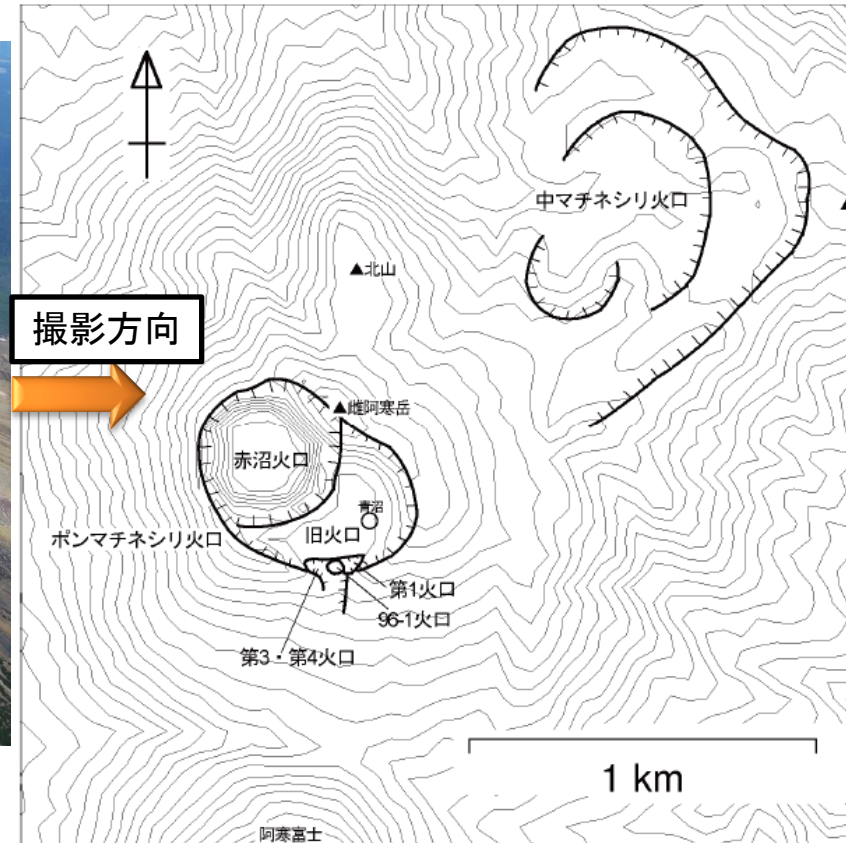 中マチネシリ火口
▲北山
撮影方向
▲雌阿寒岳
赤沼火口
青沼
旧火口
ポンマチネシリ火口
第1火口
96-1火口
第3・第4火口
1 km
阿寒富士